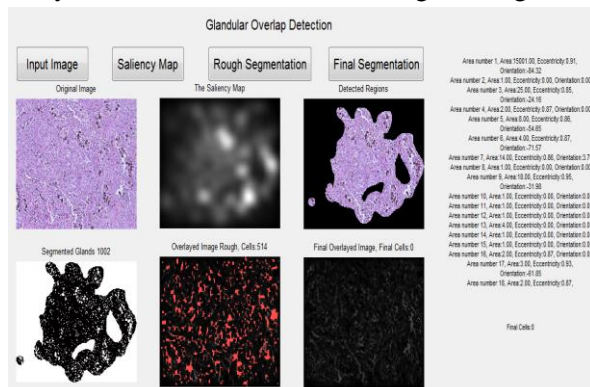 Glandular Overlap Detection
Input Image
Saliency Map
Rough Segmentation
Final Segmentation
Original Image
The Saliency Map
Detected Regions
Segmented Glands 1002
Overlayed Image Rough, Cells:514
Final Overlayed Image, Final Cells:0
Area number 1, Area:15001.00, Eccentricity:0.91,
Orientation:-84.32
Area number 2, Area:1.00, Eccentricity:0.00, Orientation:0.00
Area number 3, Area:25.00, Eccentricity:0.85,
Orientation:-24.16
Area number 4, Area:2.00, Eccentricity:0.87, Orientation:0.00
Area number 5, Area:8.00, Eccentricity:0.86,
Orientation:-54.65
Area number 6, Area:4.00, Eccentricity:0.87,
Orientation:-71.57
Area number 7, Area:14.00, Eccentricity:0.86, Orientation:3.7
Area number 8, Area:1.00, Eccentricity:0.00, Orientation:0.00
Area number 9, Area:18.00, Eccentricity:0.95,
Orientation:-31.98
Area number 10, Area:1.00, Eccentricity:0.00, Orientation:0.0
Area number 11, Area:1.00, Eccentricity:0.00, Orientation:0.0
Area number 12, Area:1.00, Eccentricity:0.00, Orientation:0.0
Area number 13, Area:4.00, Eccentricity:0.00, Orientation:0.0
Area number 14, Area:1.00, Eccentricity:0.00, Orientation:0.0
Area number 15, Area:1.00, Eccentricity:0.00, Orientation:0.0
Area number 16, Area:2.00, Eccentricity:0.87, Orientation:0.0
Area number 17, Area:3.00, Eccentricity:0.93,
Orientation:-61.85
Area number 18, Area:2.00, Eccentricity:0.87,
Final Cells:0